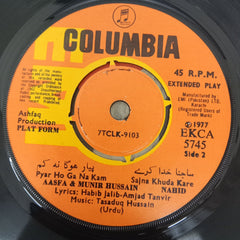 COLUMBIA
45 R.P.M.
EXTENDED PLAY
Manufactured by
EMI (Pakistan)
Limited
Karachi
Registered Users
of Trade Mark
Ⓟ1977
EKCA
5745
Side 2
Ashfaq
Production
PLAT FORM
7TCLK-9103
پیار ہو گا نہ کم
ساجنا خدا کرے
Pyar Ho Ga Na Kam
Sajna Khuda Kare
AASFA & MUNIR HUSSAIN
NAHID
Lyrics: Habib Jalib-Amjad Tanvir
Music: Tasaduq Hussain
(Urdu)